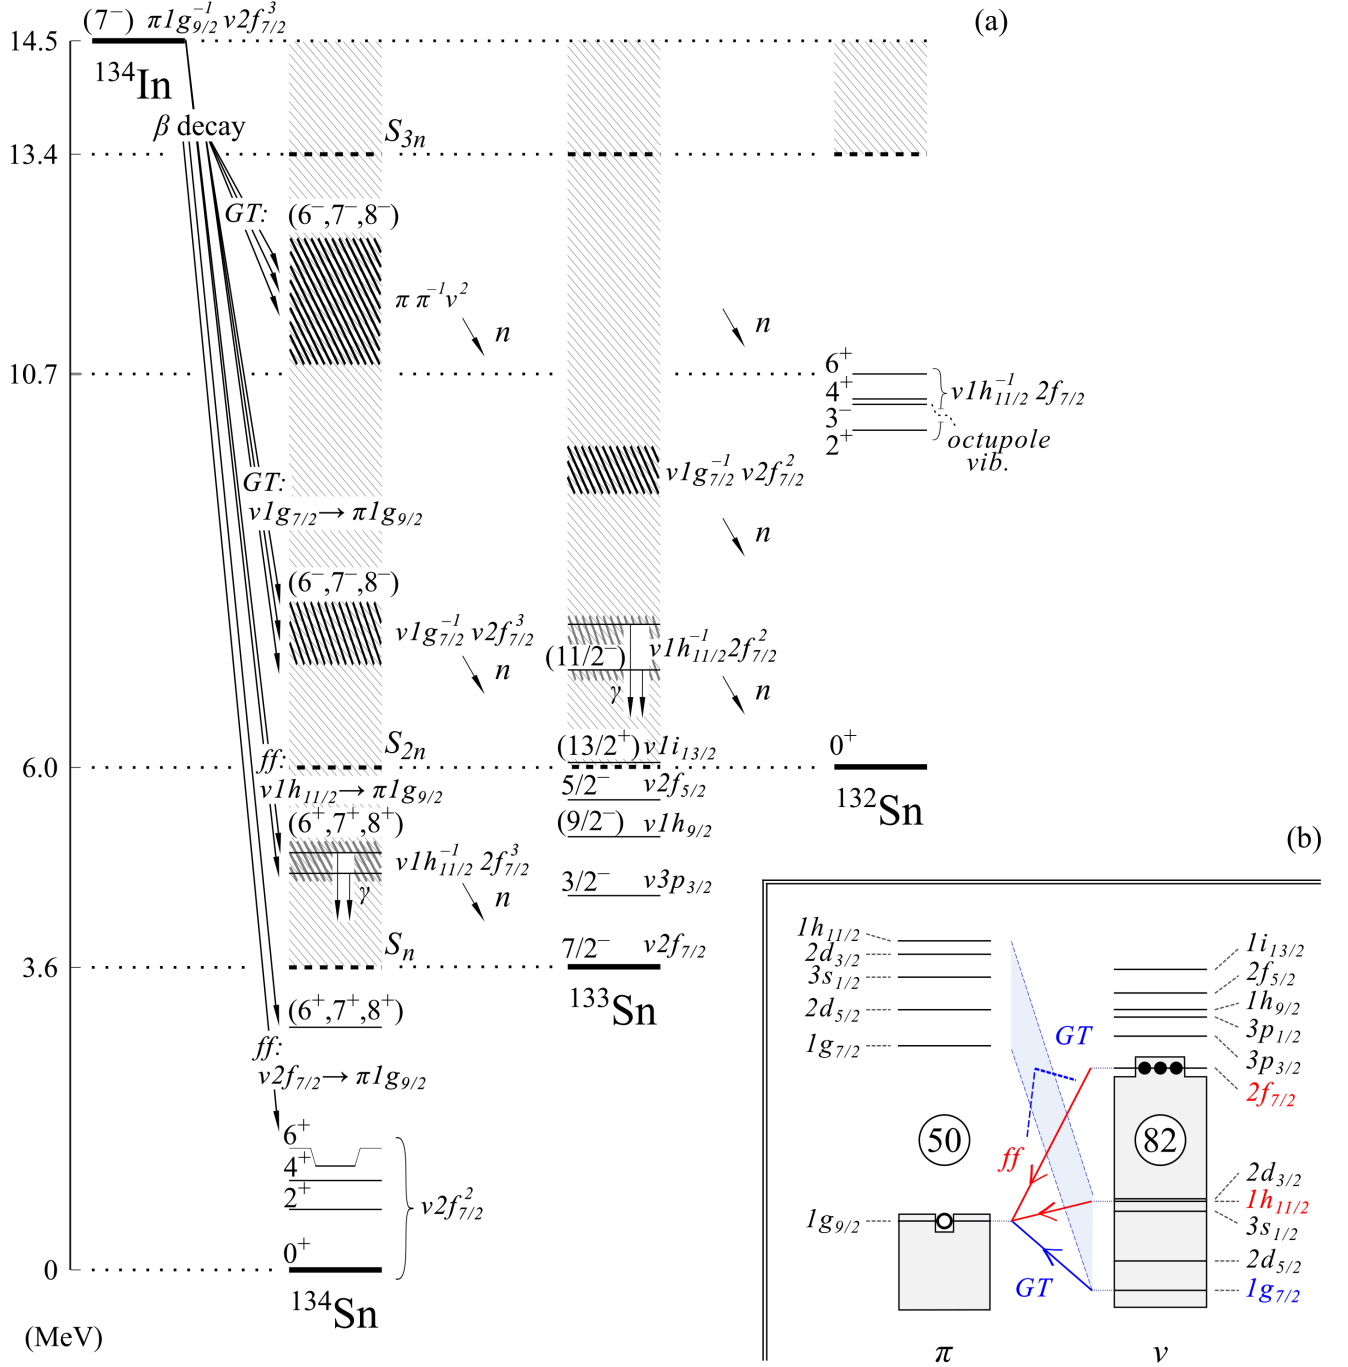 (7⁻) π1g₉/₂⁻¹ ν2f₇/₂³
(a)
14.5
¹³⁴In
β decay
S₃ₙ
13.4
GT: (6⁻,7⁻,8⁻)
π π⁻¹ν²
n
n
10.7
6⁺
4⁺
3⁻
2⁺
ν1h₁₁/₂⁻¹ 2f₇/₂
octupole
vib.
GT:
ν1g₇/₂→ π1g₉/₂
ν1g₇/₂⁻¹ ν2f₇/₂²
n
(6⁻,7⁻,8⁻)
ν1g₇/₂⁻¹ ν2f₇/₂³
n
(11/2⁻)
ν1h₁₁/₂⁻¹2f₇/₂²
γ
n
ff:
S₂ₙ
(13/2⁺) ν1i₁₃/₂
0⁺
6.0
ν1h₁₁/₂→ π1g₉/₂
5/2⁻ ν2f₅/₂
¹³²Sn
(6⁺,7⁺,8⁺)
(9/2⁻) ν1h₉/₂
ν1h₁₁/₂⁻¹ 2f₇/₂³
γ
n
3/2⁻ ν3p₃/₂
Sₙ
7/2⁻ ν2f₇/₂
3.6
(6⁺,7⁺,8⁺)
¹³³Sn
ff:
ν2f₇/₂→ π1g₉/₂
6⁺
4⁺
2⁺
0⁺
ν2f₇/₂²
0
¹³⁴Sn
(MeV)
(b)
1h₁₁/₂
2d₃/₂
3s₁/₂
2d₅/₂
1g₇/₂
50
1g₉/₂
π
GT
ff
GT
1i₁₃/₂
2f₅/₂
1h₉/₂
3p₁/₂
3p₃/₂
2f₇/₂
82
2d₃/₂
1h₁₁/₂
3s₁/₂
2d₅/₂
1g₇/₂
ν